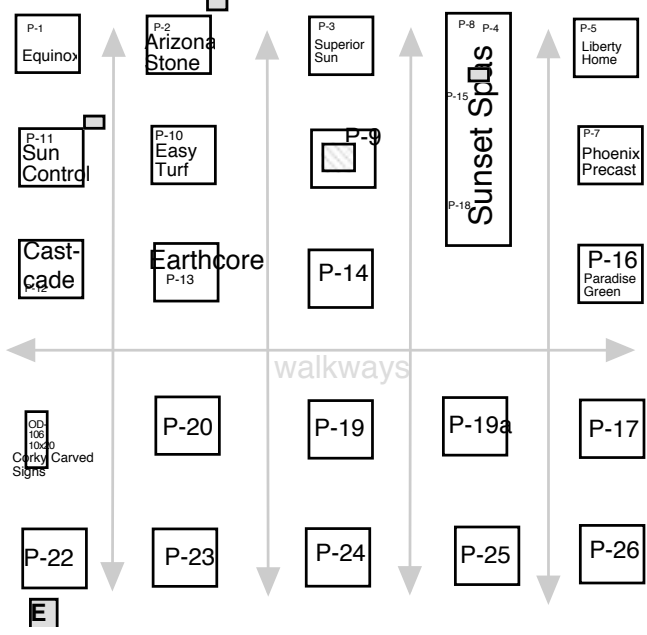 P-1
Equinox
P-2
Arizona
Stone
P-3
Superior
Sun
P-8 P-4
P-15
P-18
Sunset Spas
P-5
Liberty
Home
P-11
Sun
Control
P-10
Easy
Turf
P-9
P-7
Phoenix
Precast
Cast-
cade
P-12
Earthcore
P-13
P-14
P-16
Paradise
Green
walkways
OD-
106
10x20
Corky Carved
Signs
P-20
P-19
P-19a
P-17
P-22
P-23
P-24
P-25
P-26
E